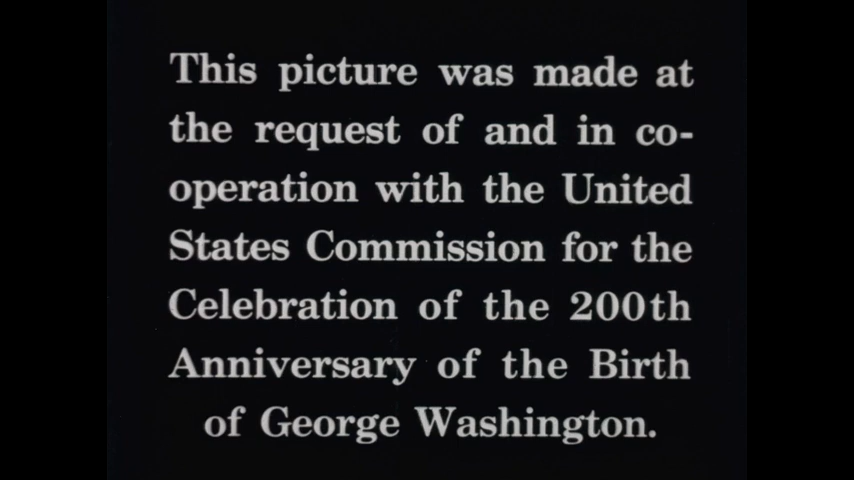 This picture was made at
the request of and in co-
operation with the United
States Commission for the
Celebration of the 200th
Anniversary of the Birth
of George Washington.